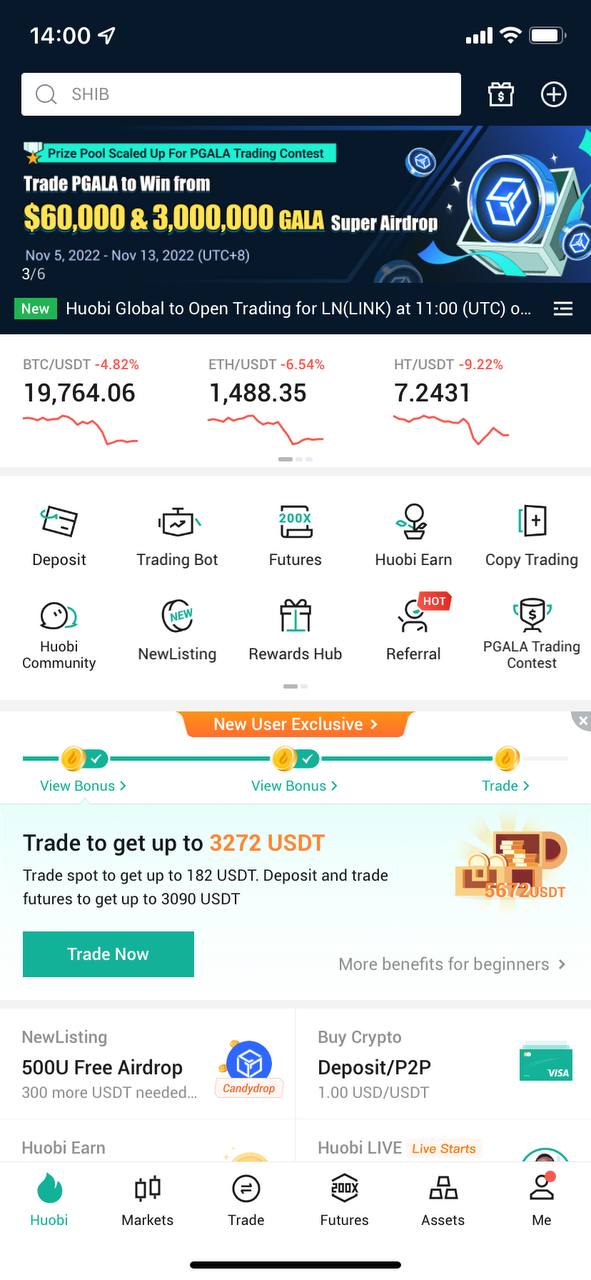 14:00
SHIB
Prize Pool Scaled Up For PGALA Trading Contest
Trade PGALA to Win from
$60,000 & 3,000,000 GALA Super Airdrop
Nov 5, 2022 - Nov 13, 2022 (UTC+8)
3/6
New Huobi Global to Open Trading for LN(LINK) at 11:00 (UTC) o...
BTC/USDT -4.82% ETH/USDT -6.54% HT/USDT -9.22%
19,764.06 1,488.35 7.2431
200X
Deposit Trading Bot Futures Huobi Earn Copy Trading
NEW HOT
Huobi Community NewListing Rewards Hub Referral PGALA Trading Contest
New User Exclusive
View Bonus View Bonus Trade
Trade to get up to 3272 USDT
Trade spot to get up to 182 USDT. Deposit and trade
futures to get up to 3090 USDT
5672USDT
Trade Now
More benefits for beginners
NewListing
500U Free Airdrop
300 more USDT needed...
Candydrop
Buy Crypto
Deposit/P2P
1.00 USD/USDT
VISA
Huobi Earn
Huobi LIVE Live Starts
200X
Huobi Markets Trade Futures Assets Me